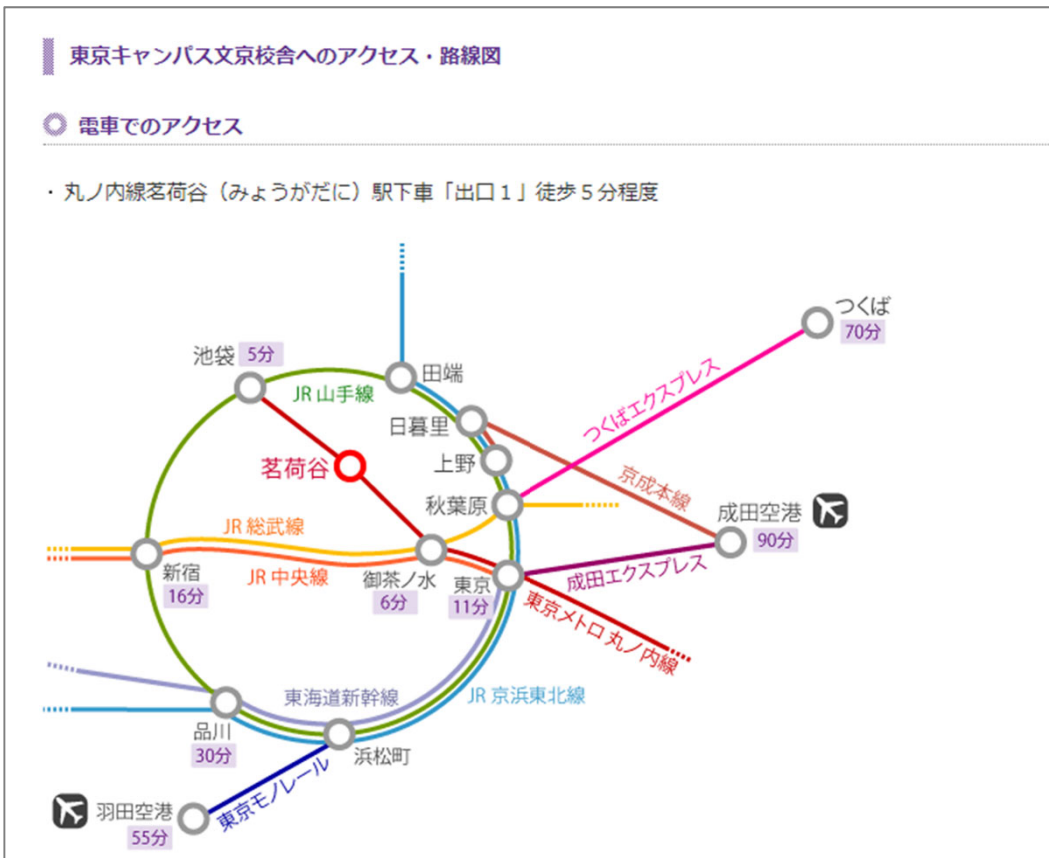 東京キャンパス文京校舎へのアクセス・路線図
電車でのアクセス
・丸ノ内線茗荷谷（みょうがだに）駅下車「出口１」徒歩５分程度
つくば
70分
池袋 5分
田端
JR 山手線
つくばエクスプレス
日暮里
茗荷谷
上野
京成本線
秋葉原
成田空港
90分
JR 総武線
新宿
16分
JR 中央線
御茶ノ水
6分
東京
11分
成田エクスプレス
東京メトロ 丸ノ内線
東海道新幹線
JR 京浜東北線
品川
30分
浜松町
東京モノレール
羽田空港
55分